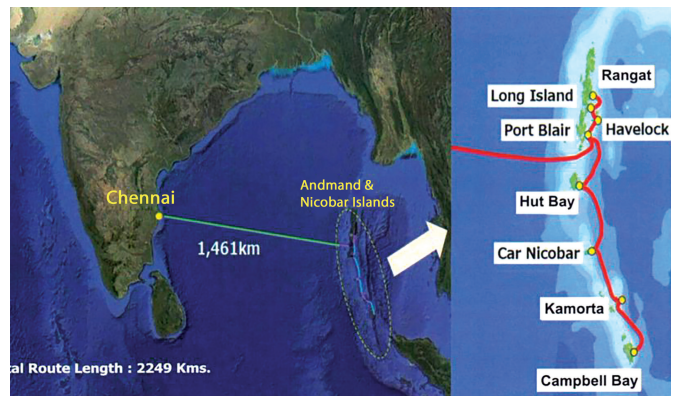 Chennai
Andmand &
Nicobar Islands
1,461km
tal Route Length : 2249 Kms.
Rangat
Long Island
Port Blair
Havelock
Hut Bay
Car Nicobar
Kamorta
Campbell Bay